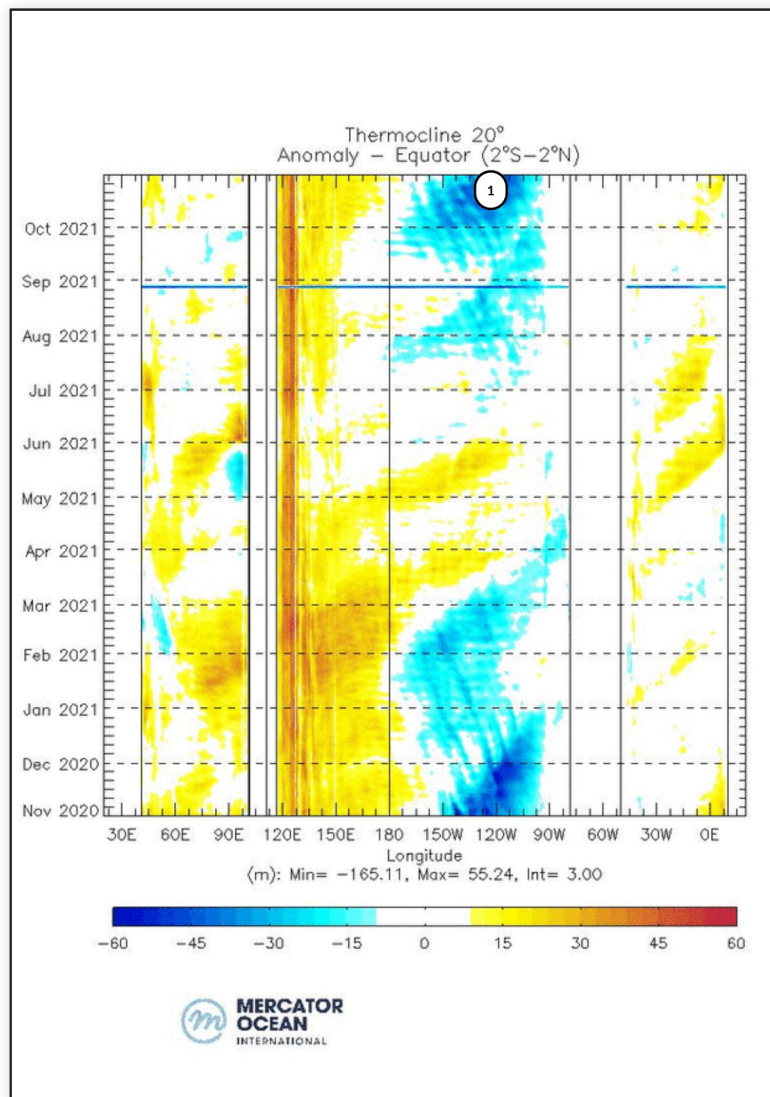 Thermocline 20°
Anomaly – Equator (2°S–2°N)
1
Oct 2021
Sep 2021
Aug 2021
Jul 2021
Jun 2021
May 2021
Apr 2021
Mar 2021
Feb 2021
Jan 2021
Dec 2020
Nov 2020
30E 60E 90E 120E 150E 180 150W 120W 90W 60W 30W 0E
Longitude
(m): Min= −165.11, Max= 55.24, Int= 3.00
−60 −45 −30 −15 0 15 30 45 60
MERCATOR
OCEAN
INTERNATIONAL